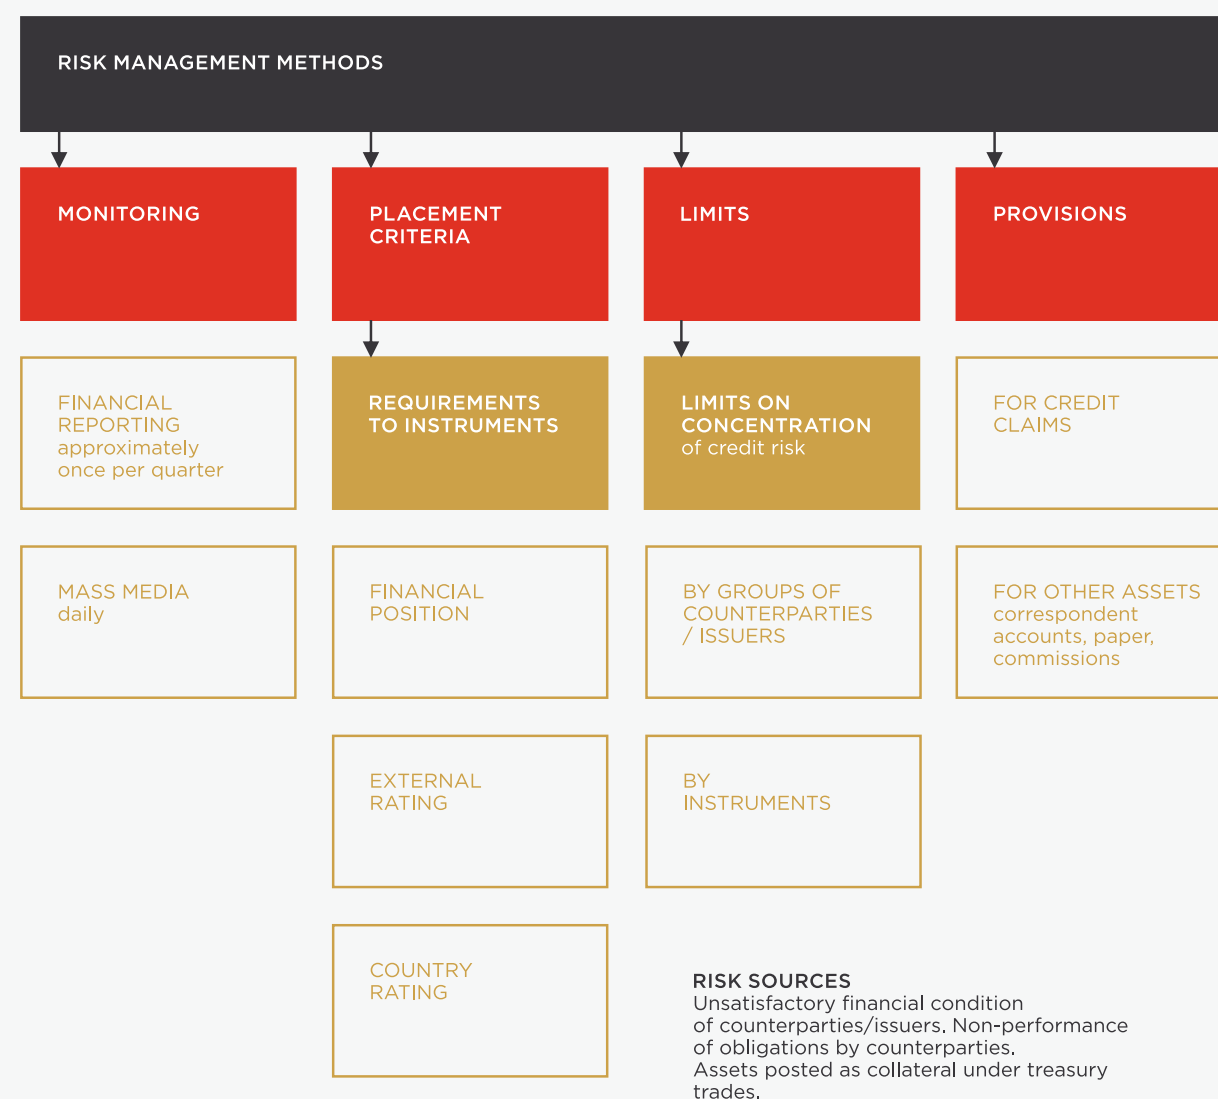 RISK MANAGEMENT METHODS
MONITORING
PLACEMENT
CRITERIA
LIMITS
PROVISIONS
FINANCIAL
REPORTING
approximately
once per quarter
REQUIREMENTS
TO INSTRUMENTS
LIMITS ON
CONCENTRATION
of credit risk
FOR CREDIT
CLAIMS
MASS MEDIA
daily
FINANCIAL
POSITION
BY GROUPS OF
COUNTERPARTIES
/ ISSUERS
FOR OTHER ASSETS
correspondent
accounts, paper,
commissions
EXTERNAL
RATING
BY
INSTRUMENTS
COUNTRY
RATING
RISK SOURCES
Unsatisfactory financial condition
of counterparties/issuers. Non-performance
of obligations by counterparties.
Assets posted as collateral under treasury
trades.